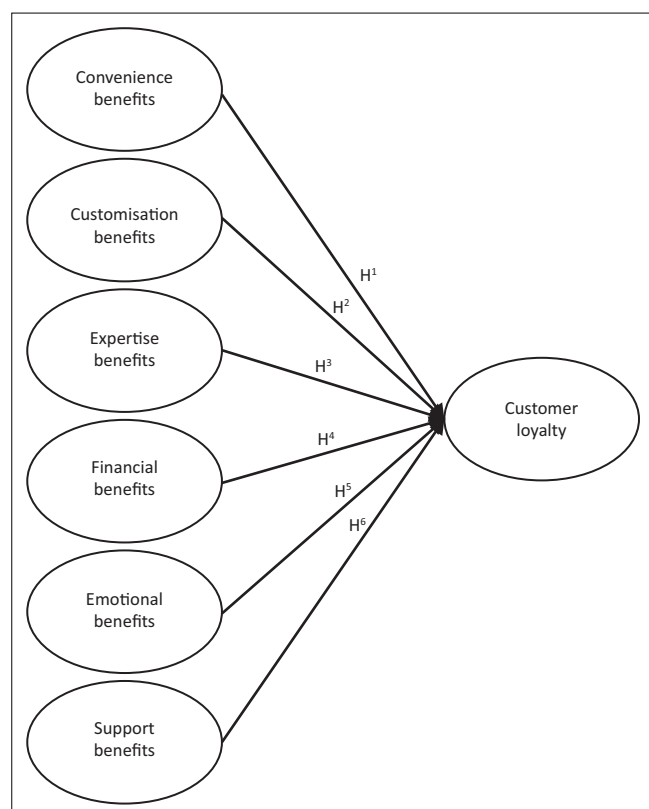 Convenience
benefits
Customisation
benefits
Expertise
benefits
Financial
benefits
Emotional
benefits
Support
benefits
H¹
H²
H³
H⁴
H⁵
H⁶
Customer
loyalty